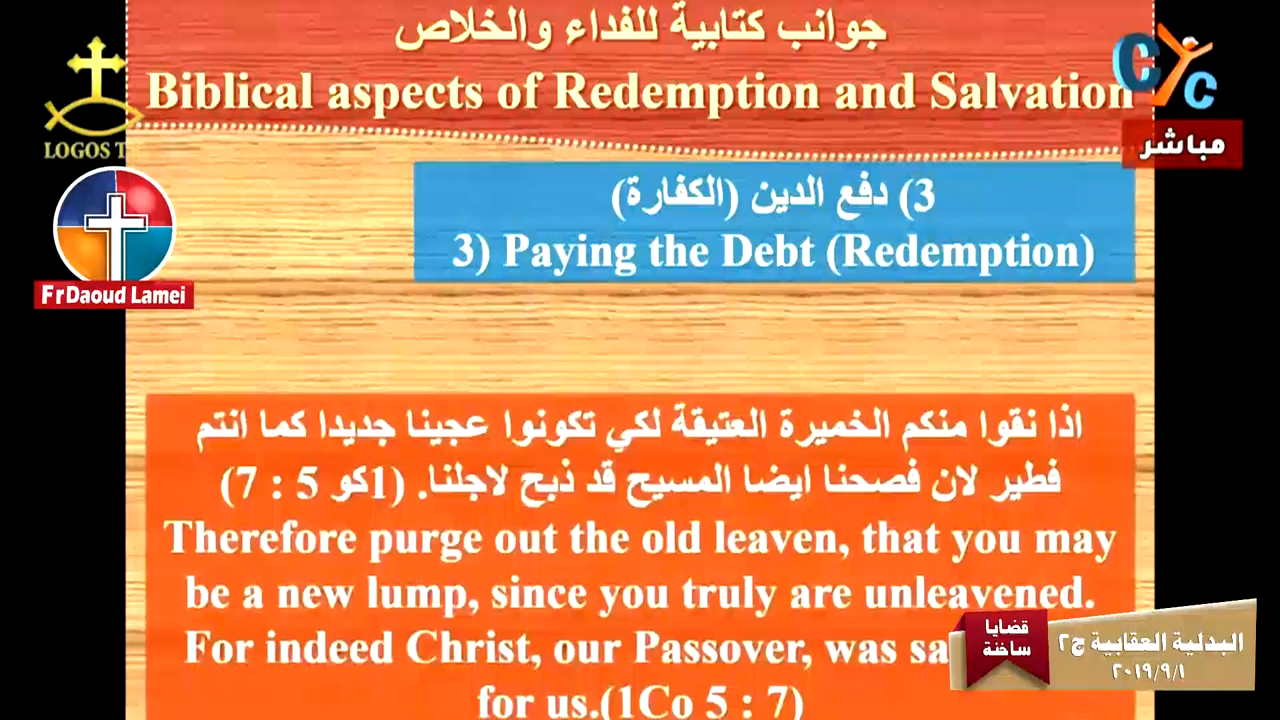 جوانب كتابية للفداء والخلاص
Biblical aspects of Redemption and Salvation
CYC
مباشر
LOGOS T
FrDaoud Lamei
3) دفع الدين (الكفارة)
3) Paying the Debt (Redemption)
اذا نقوا منكم الخميرة العتيقة لكي تكونوا عجينا جديدا كما انتم
فطير لان فصحنا ايضا المسيح قد ذبح لاجلنا. (1كو 5 : 7)
Therefore purge out the old leaven, that you may
be a new lump, since you truly are unleavened.
For indeed Christ, our Passover, was sa
for us.(1Co 5 : 7)
قضايا
ساخنة
البدلية العقابية ج٢
٢٠١٩/٩/١